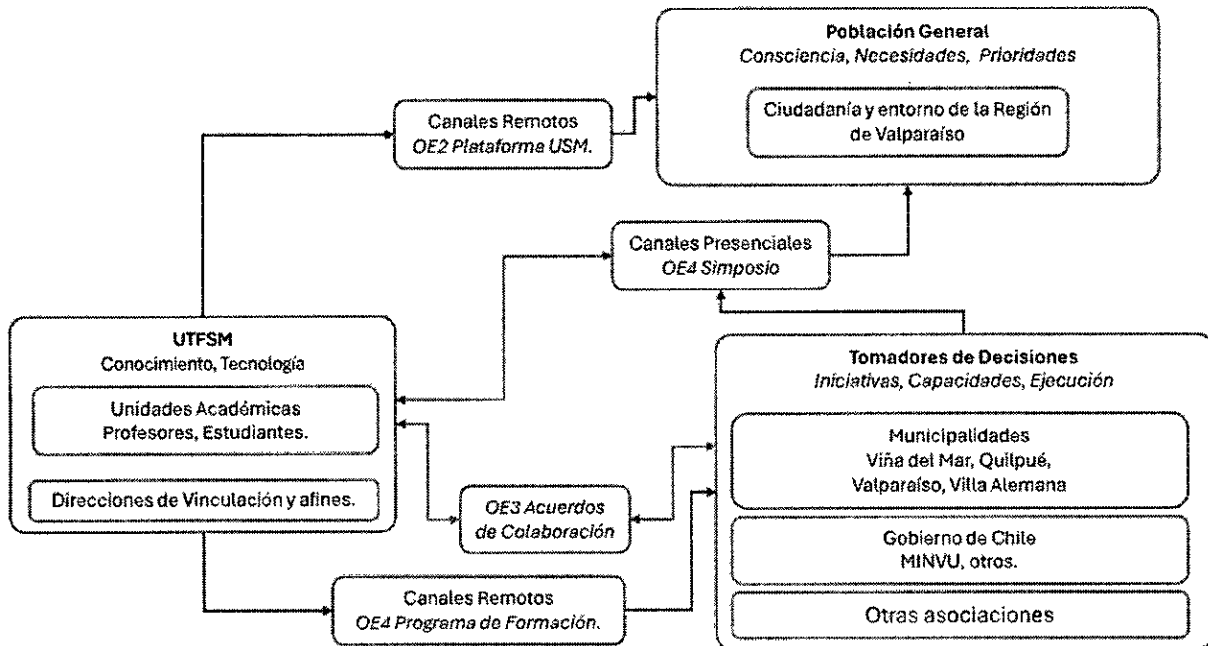 Población General
Consciencia, Necesidades, Prioridades
Ciudadanía y entorno de la Región
de Valparaíso
Canales Remotos
OE2 Plataforma USM.
Canales Presenciales
OE4 Simposio
UTFSM
Conocimiento, Tecnología
Unidades Académicas
Profesores, Estudiantes.
Direcciones de Vinculación y afines.
OE3 Acuerdos
de Colaboración
Canales Remotos
OE4 Programa de Formación.
Tomadores de Decisiones
Iniciativas, Capacidades, Ejecución
Municipalidades
Viña del Mar, Quilpué,
Valparaíso, Villa Alemana
Gobierno de Chile
MINVU, otros.
Otras asociaciones